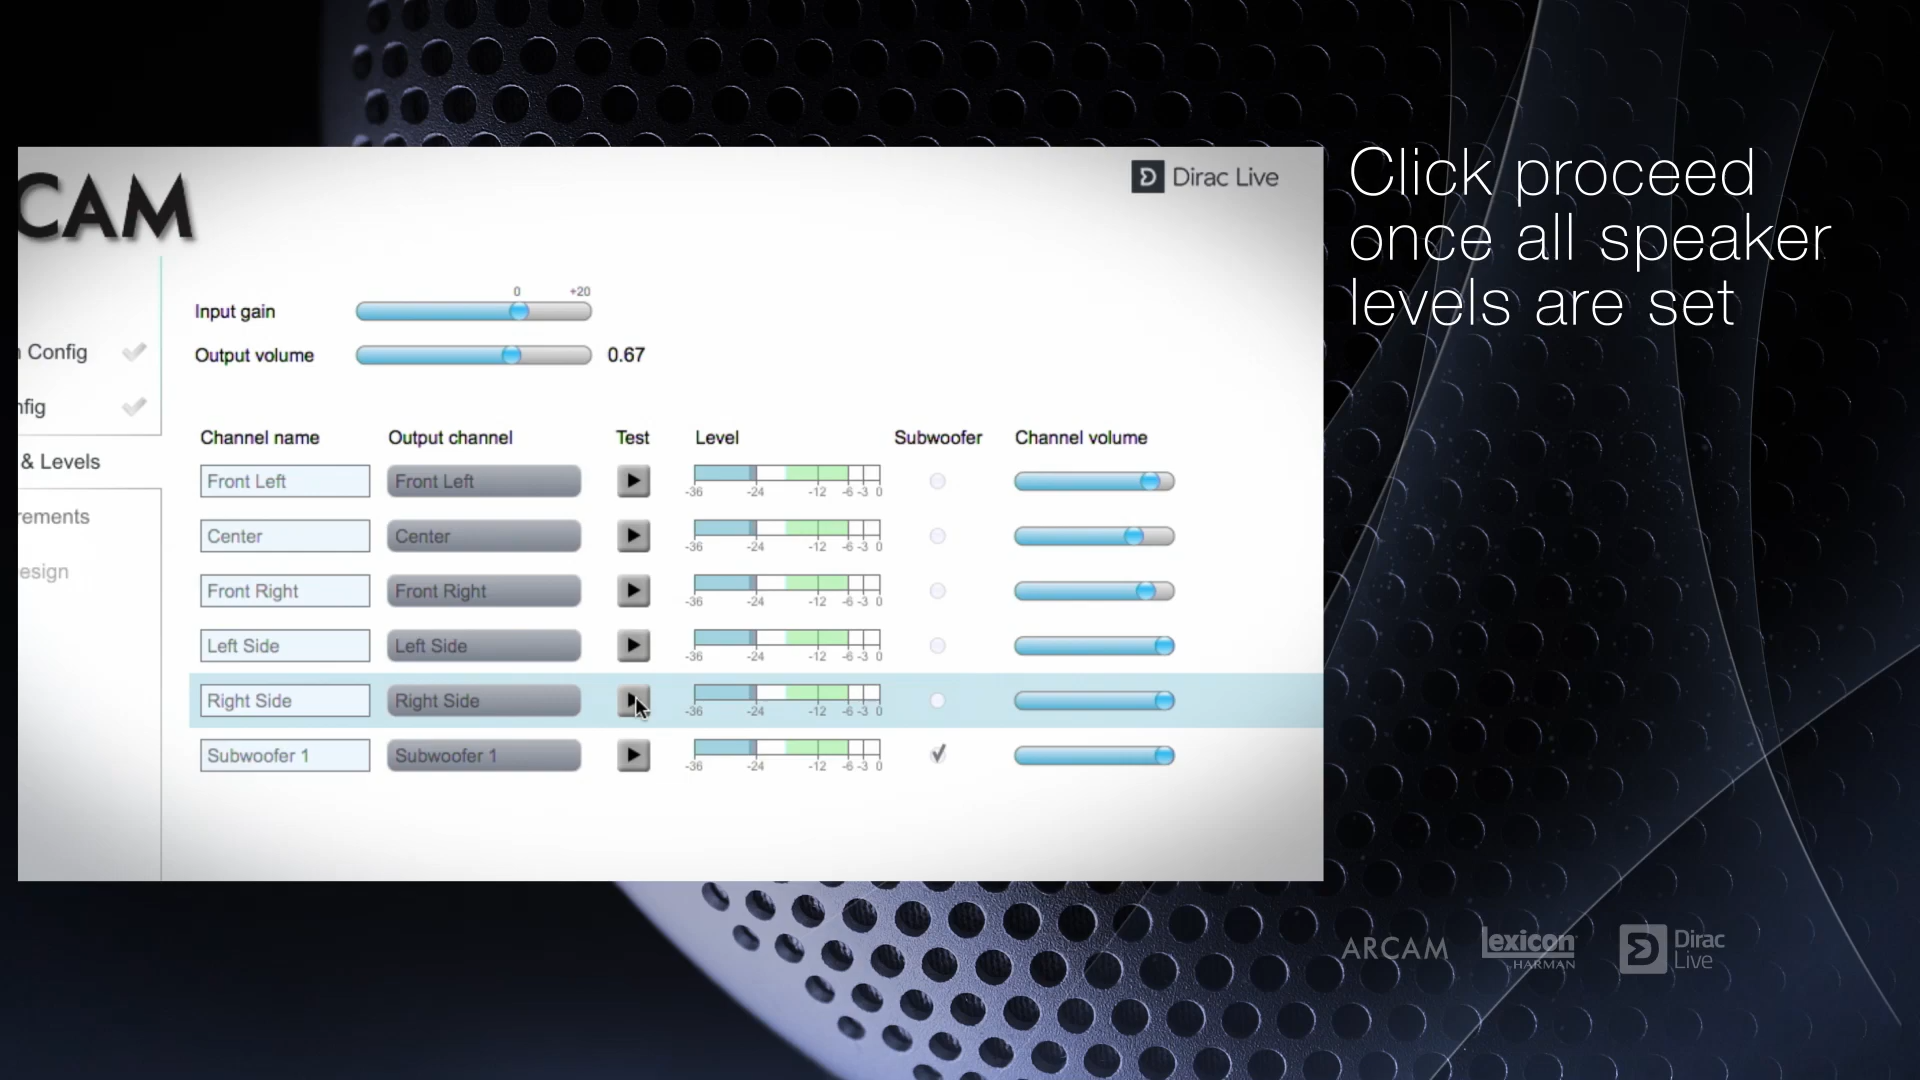 CAM
Dirac Live
Click proceed
once all speaker
levels are set
0 +20
Input gain
Output volume 0.67
Config
fig
& Levels
rements
esign
Channel name Output channel Test Level Subwoofer Channel volume
Front Left Front Left -36 -24 -12 -6 -3 0
Center Center -36 -24 -12 -6 -3 0
Front Right Front Right -36 -24 -12 -6 -3 0
Left Side Left Side -36 -24 -12 -6 -3 0
Right Side Right Side -36 -24 -12 -6 -3 0
Subwoofer 1 Subwoofer 1 -36 -24 -12 -6 -3 0
ARCAM
lexicon
HARMAN
Dirac
Live